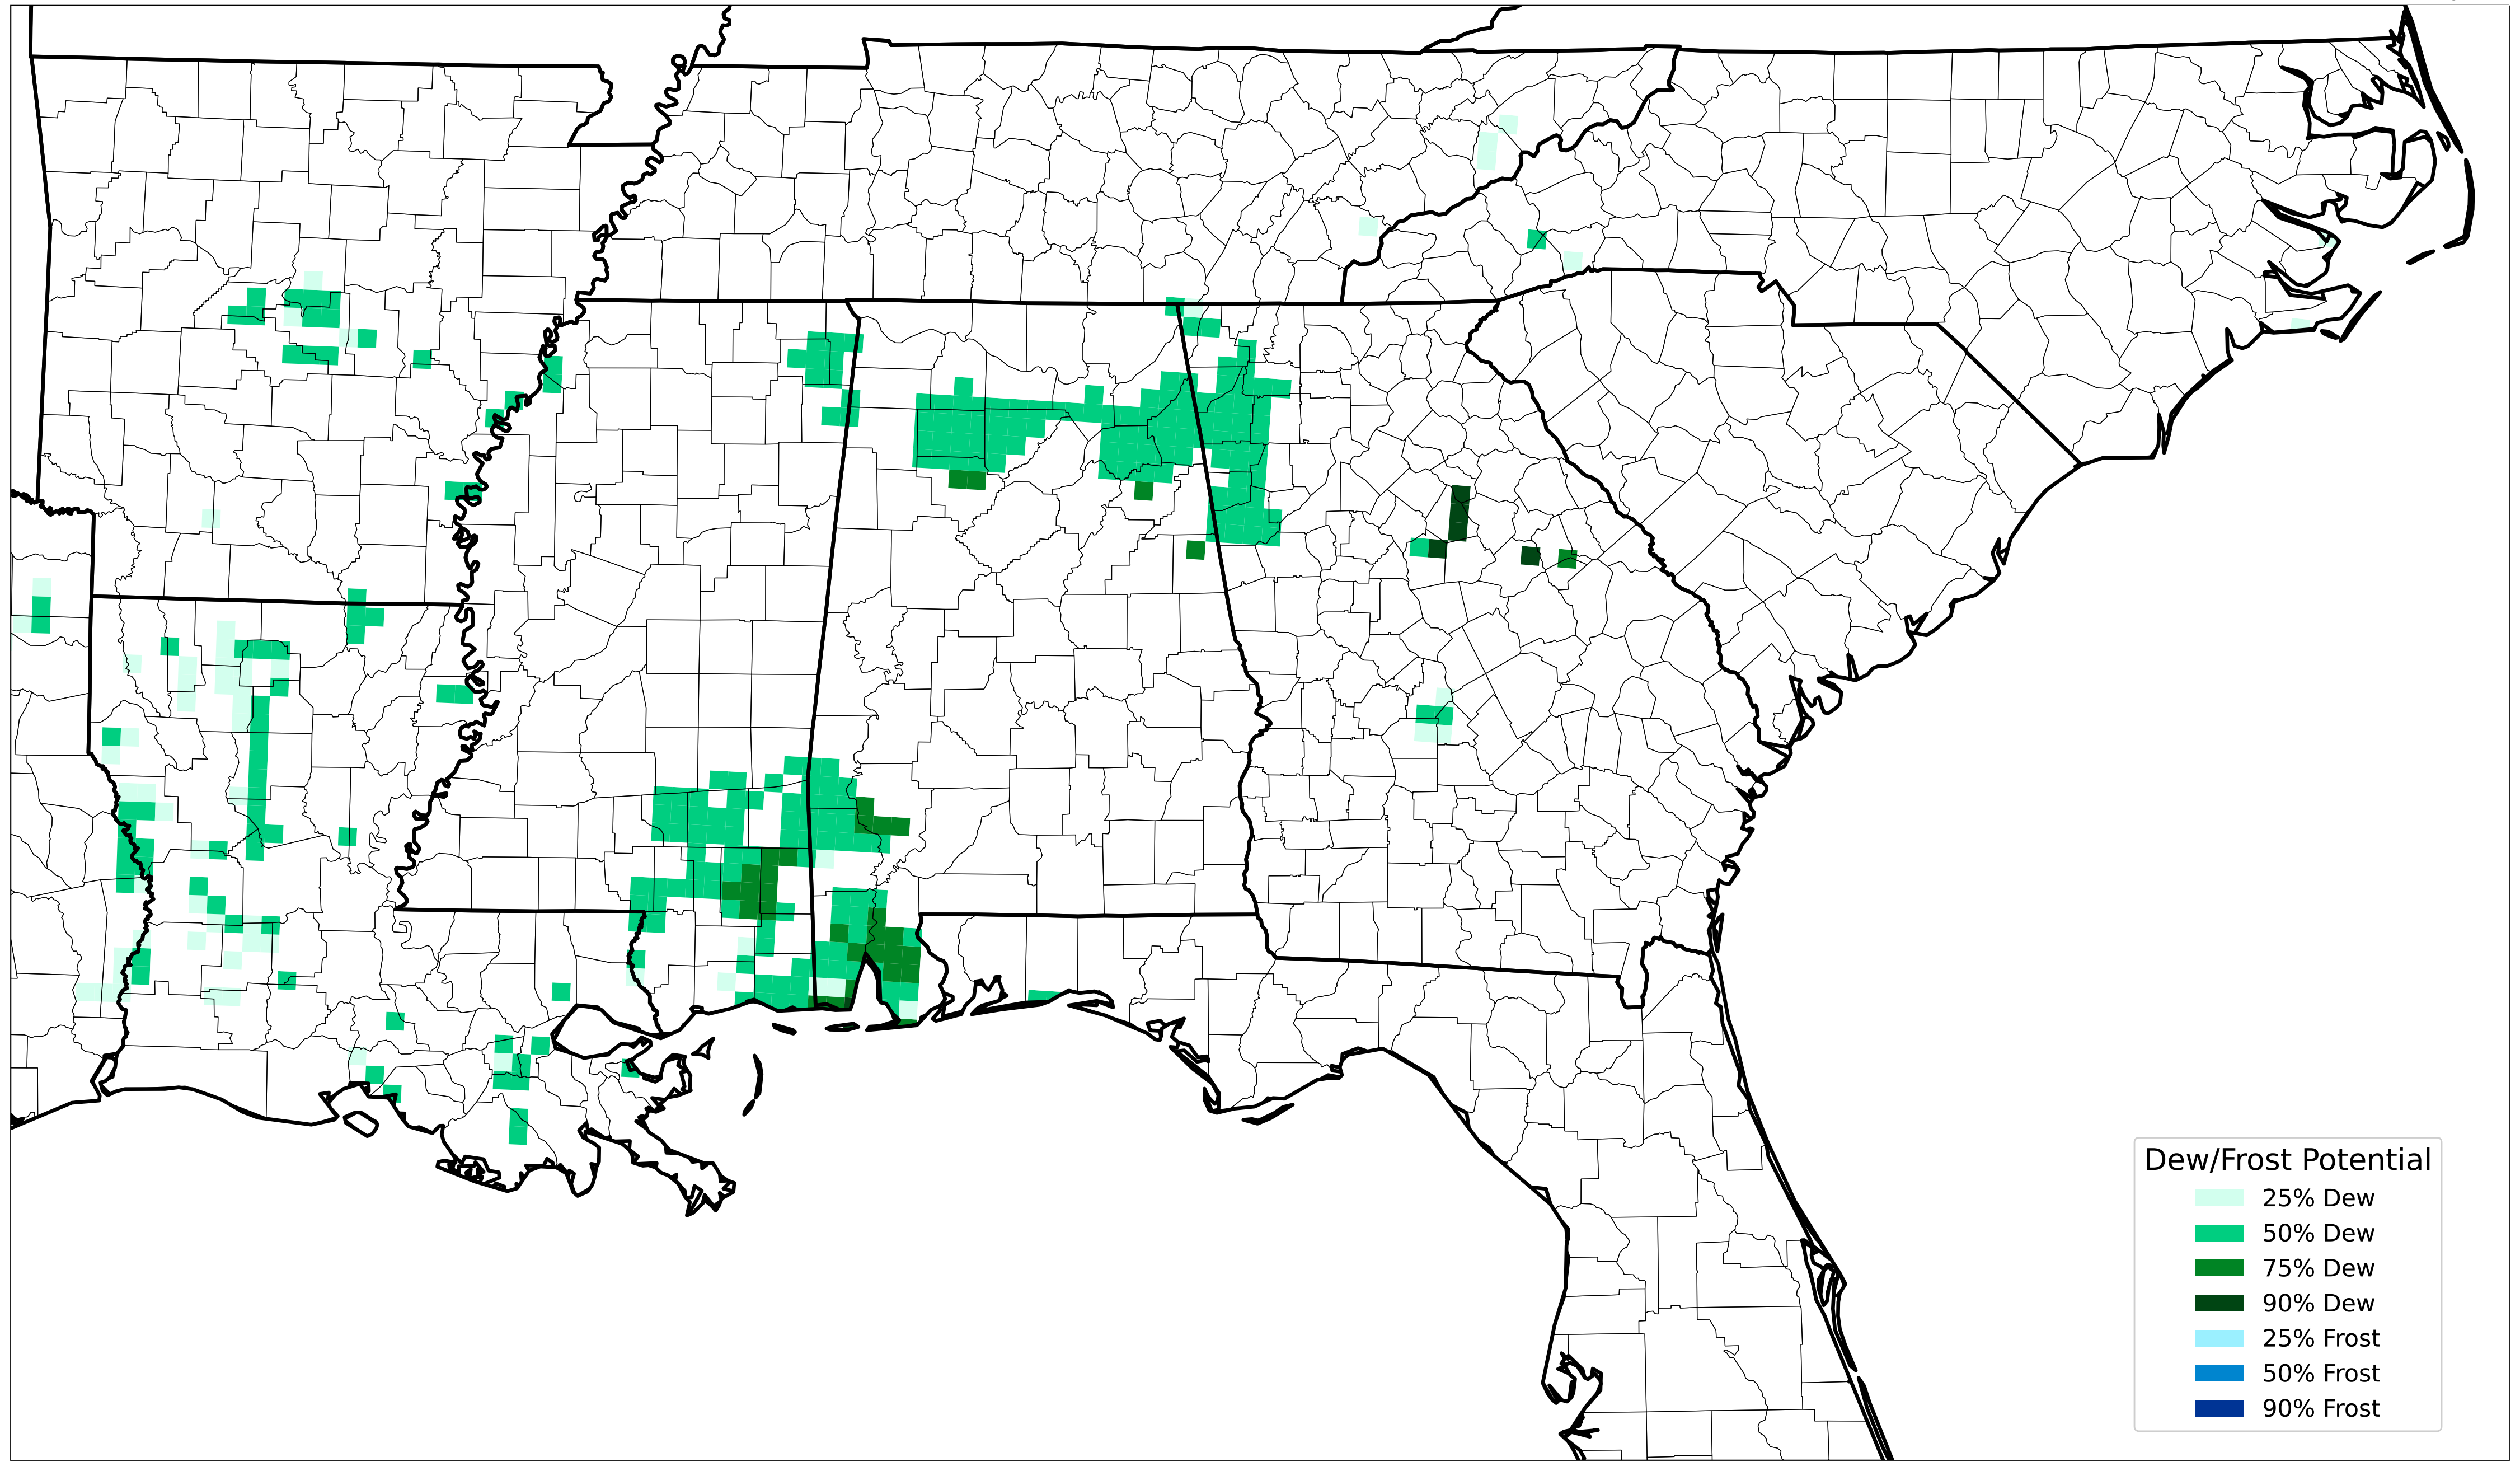 Dew/Frost Potential
25% Dew
50% Dew
75% Dew
90% Dew
25% Frost
50% Frost
90% Frost